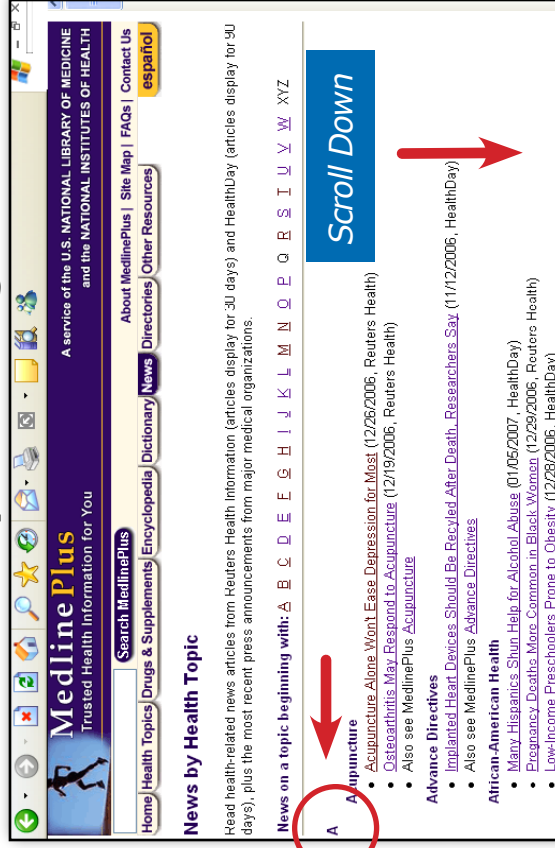 A service of the U.S. NATIONAL LIBRARY OF MEDICINE
and the NATIONAL INSTITUTES OF HEALTH
MedlinePlus
Trusted Health Information for You
Search MedlinePlus
About MedlinePlus | Site Map | FAQs | Contact Us
Home Health Topics Drugs & Supplements Encyclopedia Dictionary News Directories Other Resources español
News by Health Topic
Read health-related news articles from Reuters Health Information (articles display for 30 days) and HealthDay (articles display for 90
days), plus the most recent press announcements from major medical organizations.
News on a topic beginning with: A B C D E F G H I J K L M N O P Q R S T U V W XYZ
Scroll Down
A
Acupuncture
• Acupuncture Alone Won't Ease Depression for Most (12/26/2006, Reuters Health)
• Osteoarthritis May Respond to Acupuncture (12/19/2006, Reuters Health)
• Also see MedlinePlus Acupuncture
Advance Directives
• Implanted Heart Devices Should Be Recyled After Death, Researchers Say (11/12/2006, HealthDay)
• Also see MedlinePlus Advance Directives
African-American Health
• Many Hispanics Shun Help for Alcohol Abuse (01/05/2007, HealthDay)
• Pregnancy Deaths More Common in Black Women (12/29/2006, Reuters Health)
• Low-Income Preschoolers Prone to Obesity (12/28/2006, HealthDay)